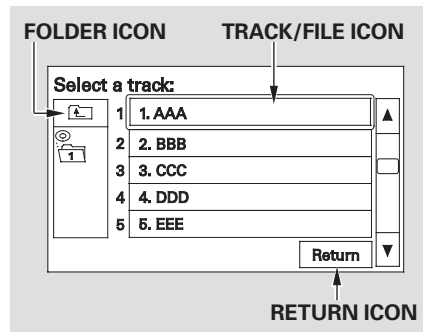 FOLDER ICON TRACK/FILE ICON
Select a track:
1 1. AAA
1 2 2. BBB
3 3. CCC
4 4. DDD
5 5. EEE
Return
RETURN ICON